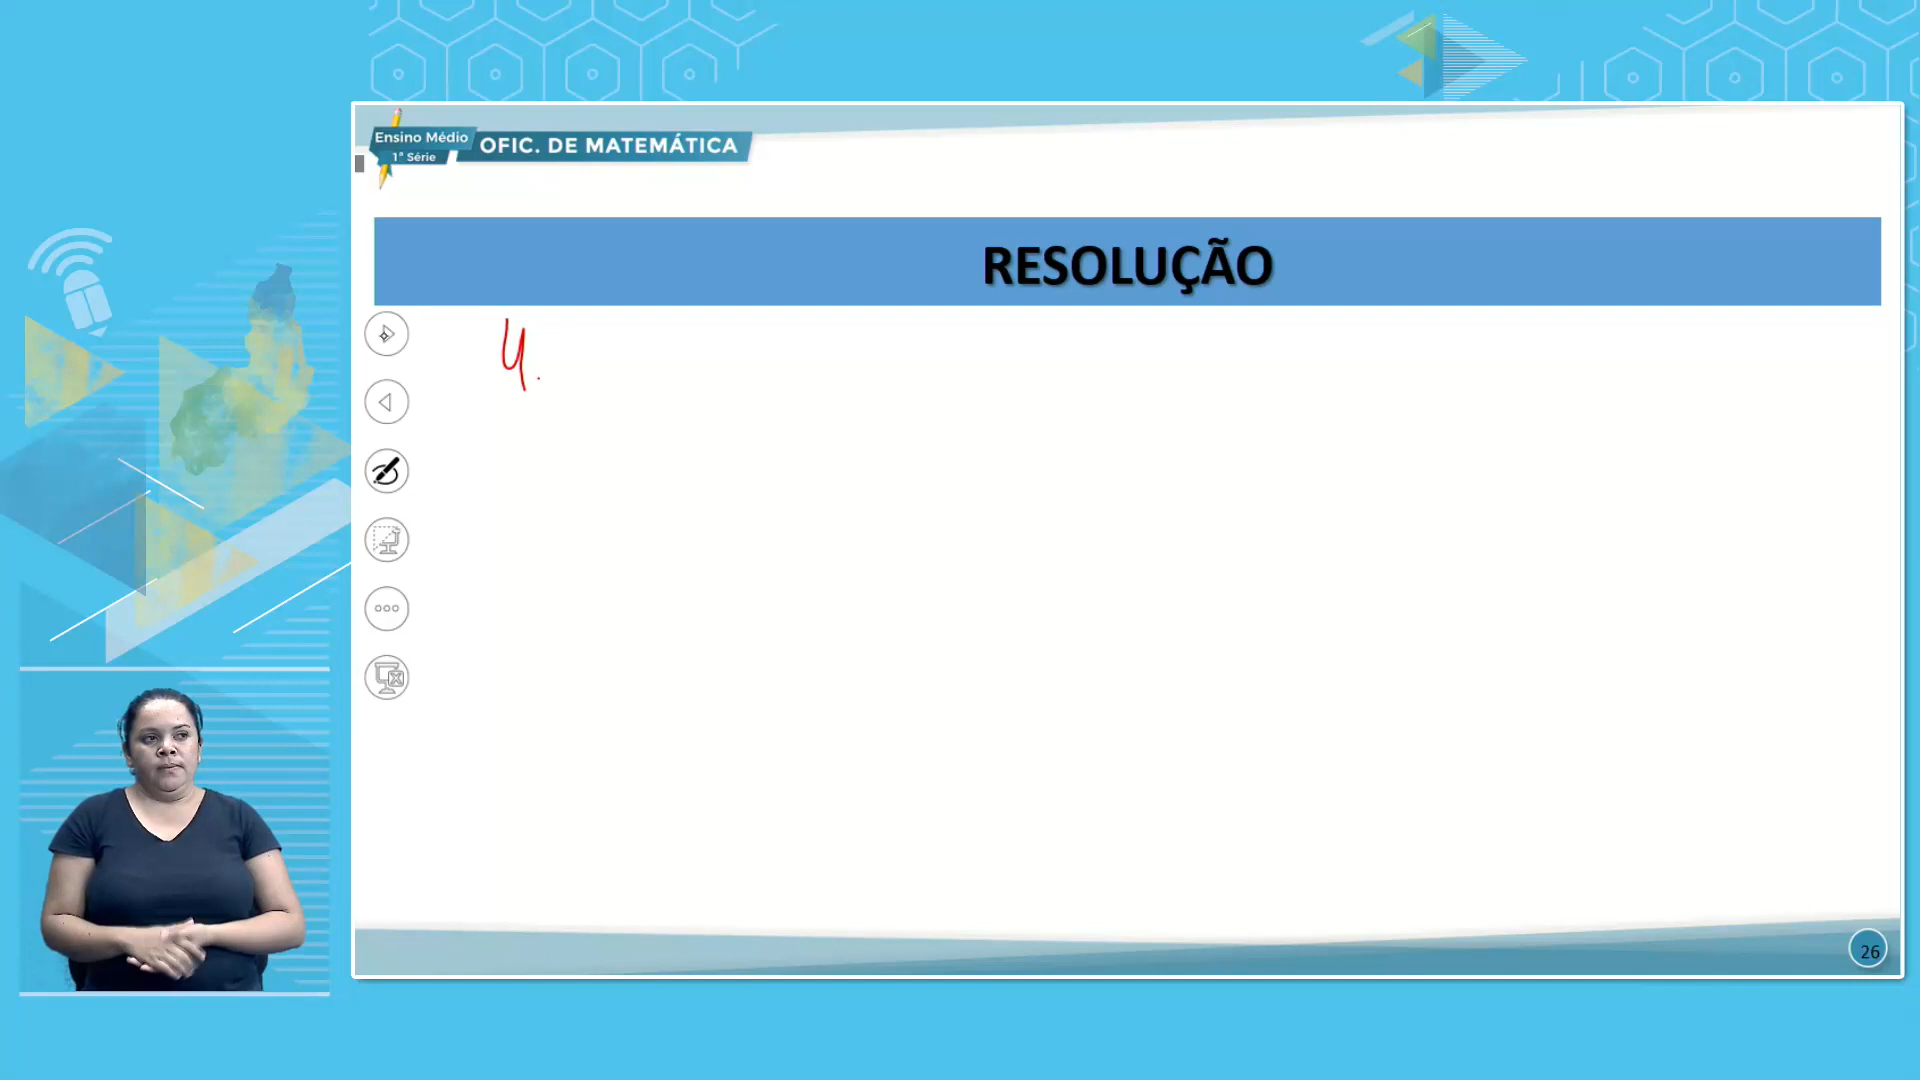 Ensino Médio
1ª Série
OFIC. DE MATEMÁTICA
RESOLUÇÃO
4.
26